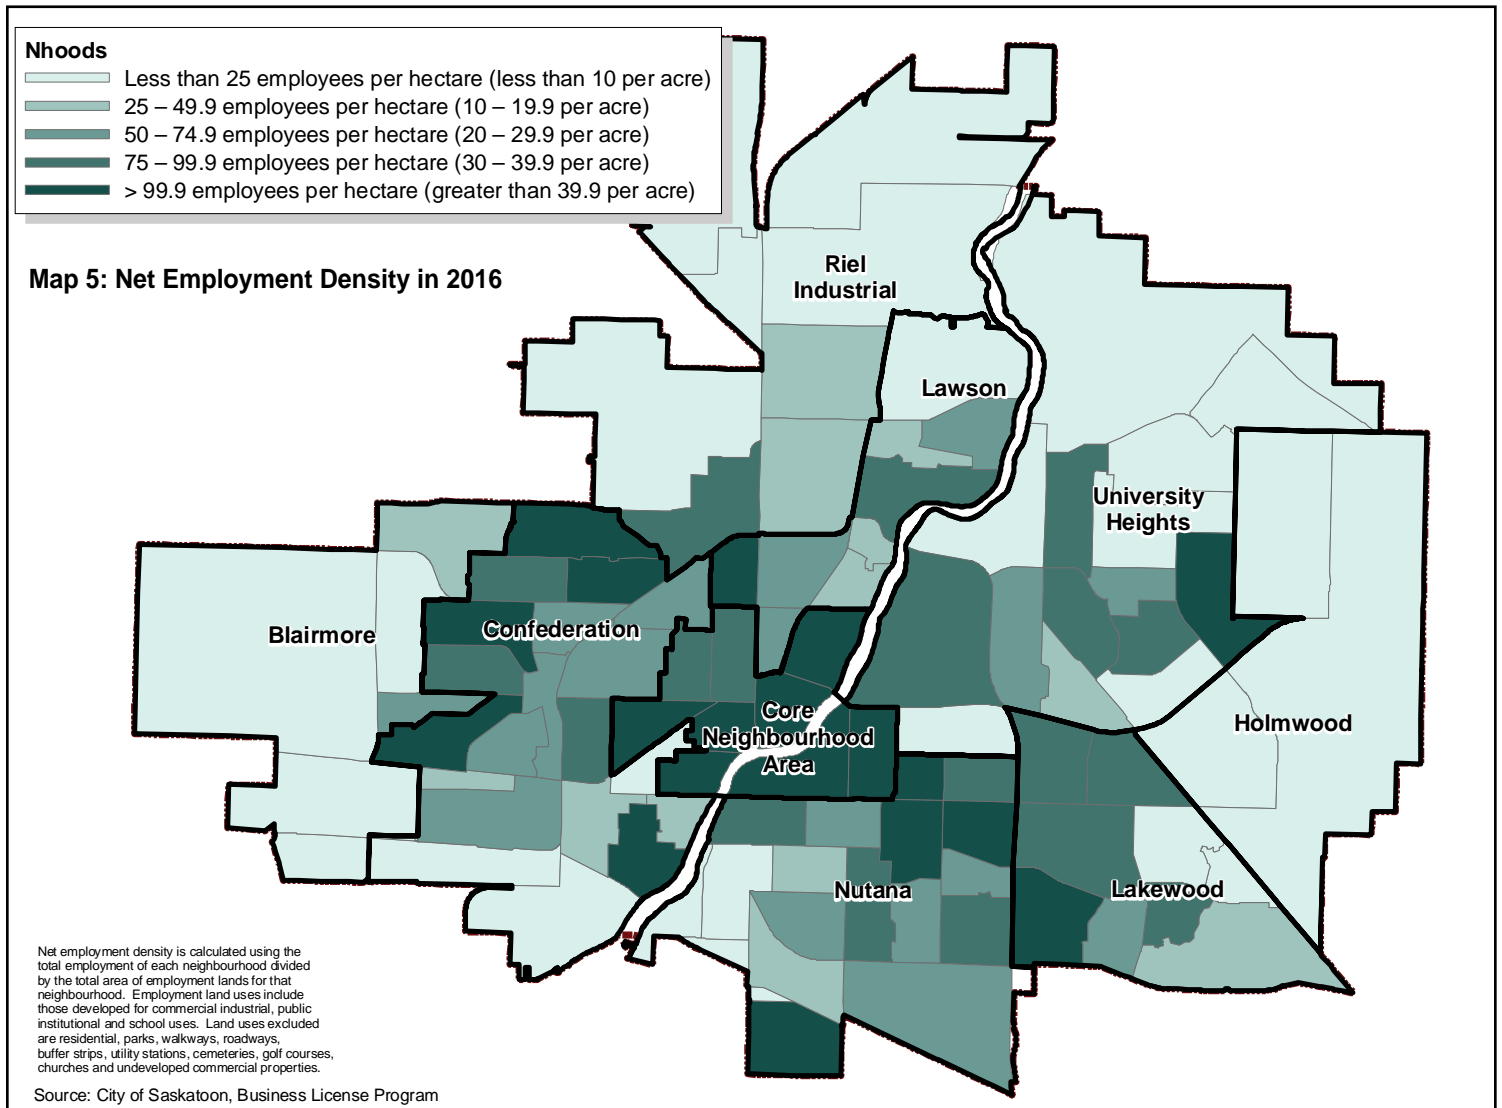 Nhoods
Less than 25 employees per hectare (less than 10 per acre)
25 – 49.9 employees per hectare (10 – 19.9 per acre)
50 – 74.9 employees per hectare (20 – 29.9 per acre)
75 – 99.9 employees per hectare (30 – 39.9 per acre)
> 99.9 employees per hectare (greater than 39.9 per acre)
Map 5: Net Employment Density in 2016
Riel
Industrial
Lawson
University
Heights
Blairmore
Confederation
Core
Neighbourhood
Area
Holmwood
Nutana
Lakewood
Net employment density is calculated using the
total employment of each neighbourhood divided
by the total area of employment lands for that
neighbourhood. Employment land uses include
those developed for commercial industrial, public
institutional and school uses. Land uses excluded
are residential, parks, walkways, roadways,
buffer strips, utility stations, cemeteries, golf courses,
churches and undeveloped commercial properties.
Source: City of Saskatoon, Business License Program